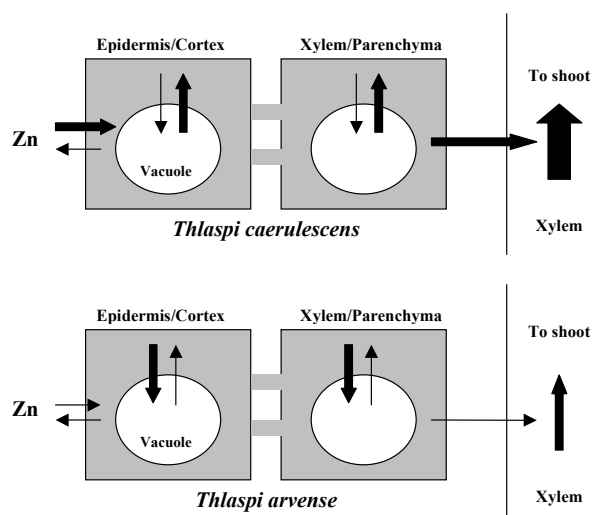 Epidermis/Cortex
Xylem/Parenchyma
To shoot
Zn
Vacuole
Thlaspi caerulescens
Xylem
Epidermis/Cortex
Xylem/Parenchyma
To shoot
Zn
Vacuole
Thlaspi arvense
Xylem